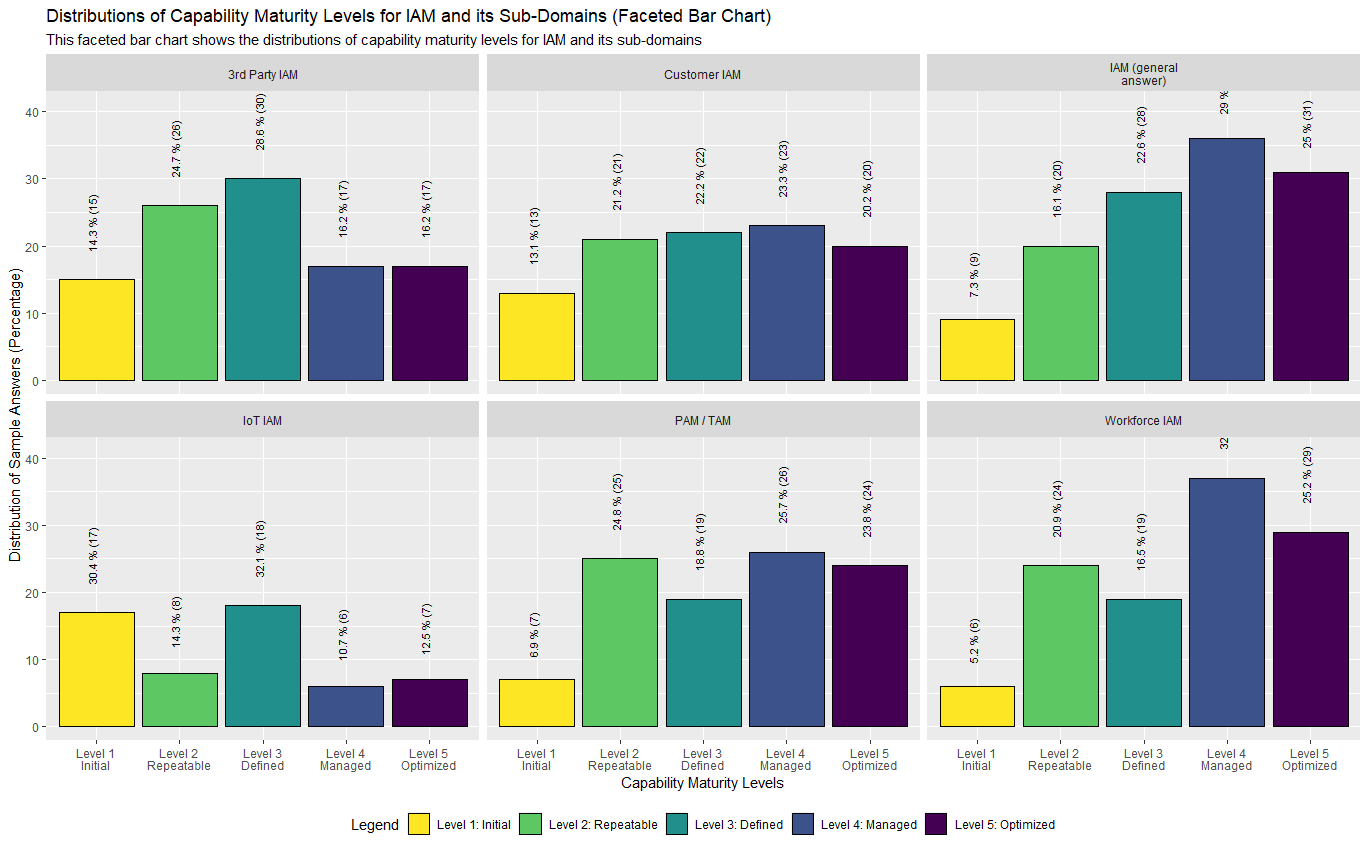 Distributions of Capability Maturity Levels for IAM and its Sub-Domains (Faceted Bar Chart)
This faceted bar chart shows the distributions of capability maturity levels for IAM and its sub-domains
Distribution of Sample Answers (Percentage)
3rd Party IAM
40
30
20
10
0
14.3 % (15)
24.7 % (26)
28.6 % (30)
16.2 % (17)
16.2 % (17)
Customer IAM
13.1 % (13)
21.2 % (21)
22.2 % (22)
23.3 % (23)
20.2 % (20)
IAM (general
answer)
7.3 % (9)
16.1 % (20)
22.6 % (28)
29 %
25 % (31)
IoT IAM
40
30
20
10
0
30.4 % (17)
14.3 % (8)
32.1 % (18)
10.7 % (6)
12.5 % (7)
PAM / TAM
6.9 % (7)
24.8 % (25)
18.8 % (19)
25.7 % (26)
23.8 % (24)
Workforce IAM
5.2 % (6)
20.9 % (24)
16.5 % (19)
32
25.2 % (29)
Level 1
Initial
Level 2
Repeatable
Level 3
Defined
Level 4
Managed
Level 5
Optimized
Level 1
Initial
Level 2
Repeatable
Level 3
Defined
Level 4
Managed
Level 5
Optimized
Level 1
Initial
Level 2
Repeatable
Level 3
Defined
Level 4
Managed
Level 5
Optimized
Capability Maturity Levels
Legend
Level 1: Initial
Level 2: Repeatable
Level 3: Defined
Level 4: Managed
Level 5: Optimized